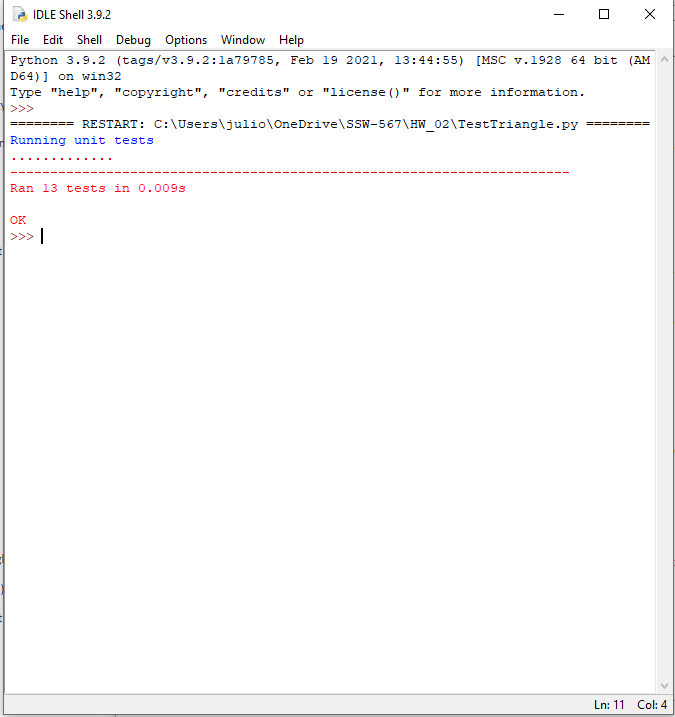 IDLE Shell 3.9.2
File Edit Shell Debug Options Window Help
Python 3.9.2 (tags/v3.9.2:1a79785, Feb 19 2021, 13:44:55) [MSC v.1928 64 bit (AM
D64)] on win32
Type "help", "copyright", "credits" or "license()" for more information.
>>>
======== RESTART: C:\Users\julio\OneDrive\SSW-567\HW_02\TestTriangle.py ========
Running unit tests
.............
----------------------------------------------------------------------
Ran 13 tests in 0.009s
OK
>>>
Ln: 11 Col: 4